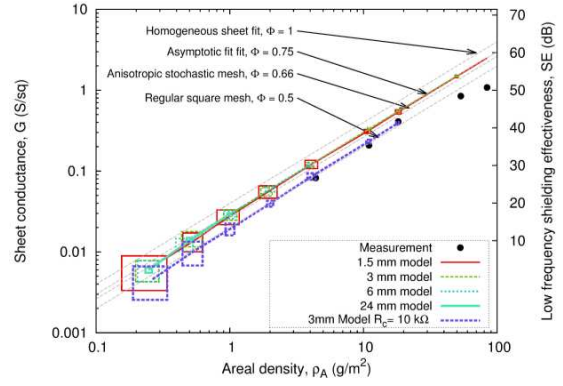 Homogeneous sheet fit, Φ = 1
Asymptotic fit fit, Φ = 0.75
Anisotropic stochastic mesh, Φ = 0.66
Regular square mesh, Φ = 0.5
Sheet conductance, G (S/sq)
10
1
0.1
0.01
0.001
Low frequency shielding effectiveness, SE (dB)
70
60
50
40
30
20
10
Measurement
1.5 mm model
3 mm model
6 mm model
24 mm model
3mm Model R_c= 10 kΩ
0.1
1
10
100
Areal density, ρ_A (g/m²)